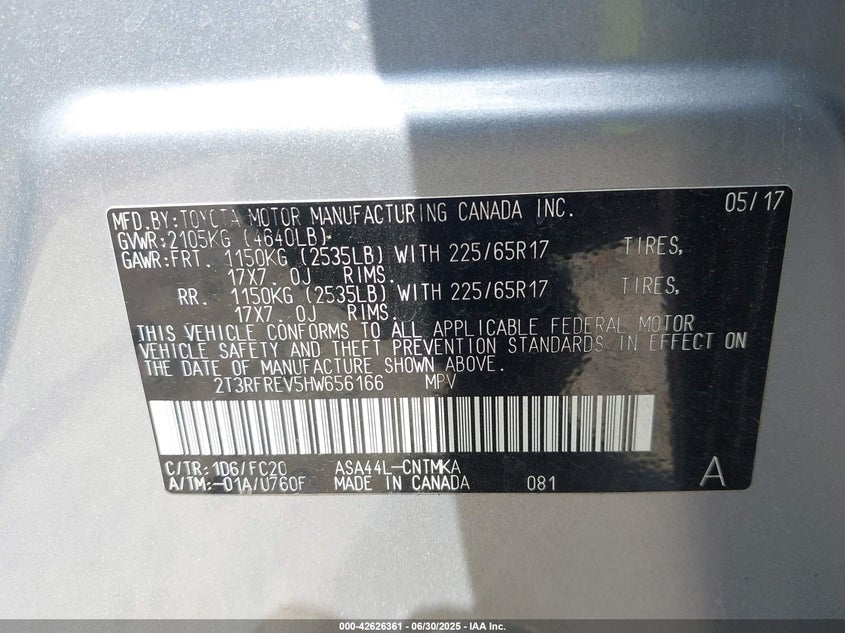 MFD.BY:TOYOTA MOTOR MANUFACTURING CANADA INC. 05/17
GVWR:2105KG (4640LB)
GAWR:FRT. 1150KG (2535LB) WITH 225/65R17 TIRES,
17X7.0J RIMS.
RR. 1150KG (2535LB) WITH 225/65R17 TIRES,
17X7.0J RIMS.
THIS VEHICLE CONFORMS TO ALL APPLICABLE FEDERAL MOTOR
VEHICLE SAFETY AND THEFT PREVENTION STANDARDS IN EFFECT ON
THE DATE OF MANUFACTURE SHOWN ABOVE.
2T3RFREV5HW656166 MPV
C/TR:1D6/FC20 ASA44L-CNTMKA
A/TM:-01A/U760F MADE IN CANADA 081 A
000-42626361 - 06/30/2025 - IAA Inc.